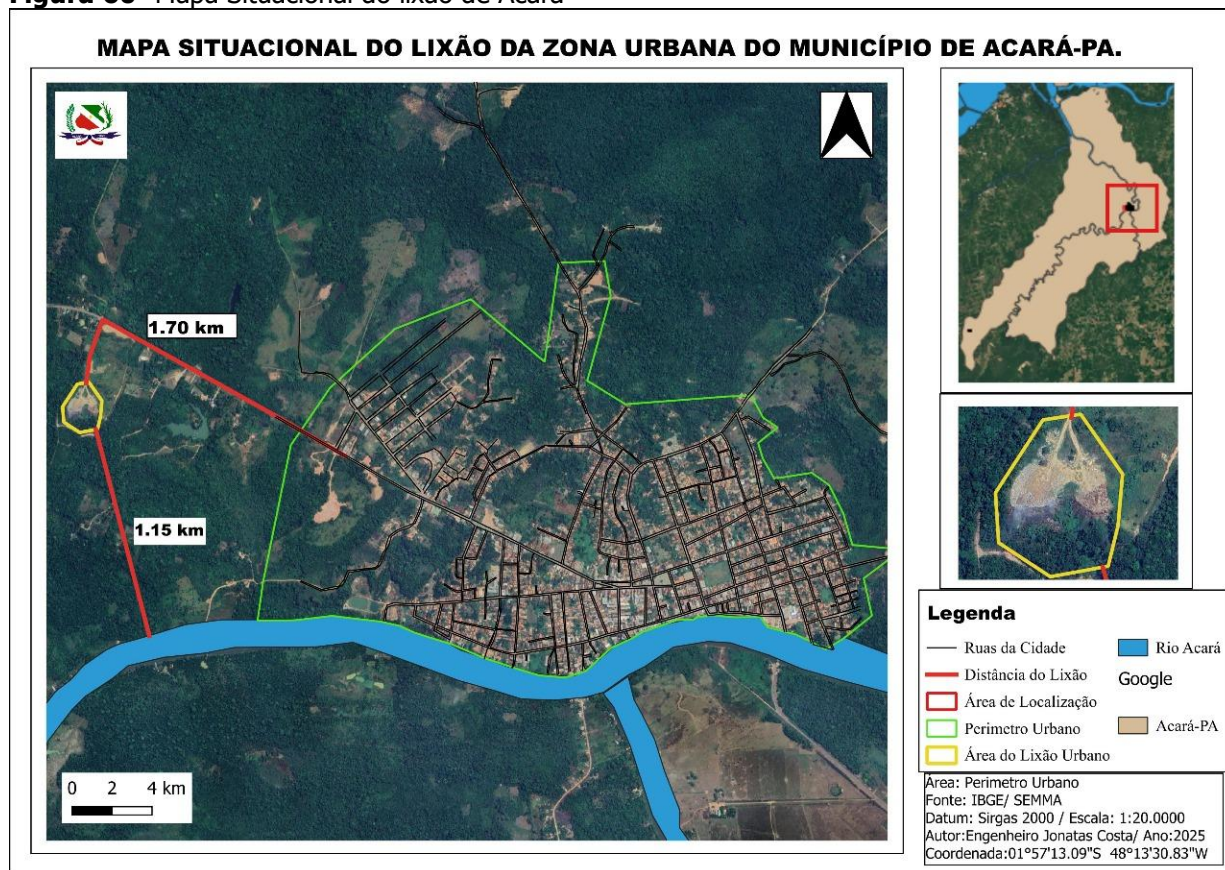 Mapa Situacional do lixão de Acará
MAPA SITUACIONAL DO LIXÃO DA ZONA URBANA DO MUNICÍPIO DE ACARÁ-PA.
1.70 km
1.15 km
0 2 4 km
Legenda
Ruas da Cidade
Distância do Lixão
Área de Localização
Perimetro Urbano
Área do Lixão Urbano
Rio Acará
Google
Acará-PA
Área: Perimetro Urbano
Fonte: IBGE/ SEMMA
Datum: Sirgas 2000 / Escala: 1:20.0000
Autor:Engenheiro Jonatas Costa/ Ano:2025
Coordenada:01°57'13.09"S 48°13'30.83"W